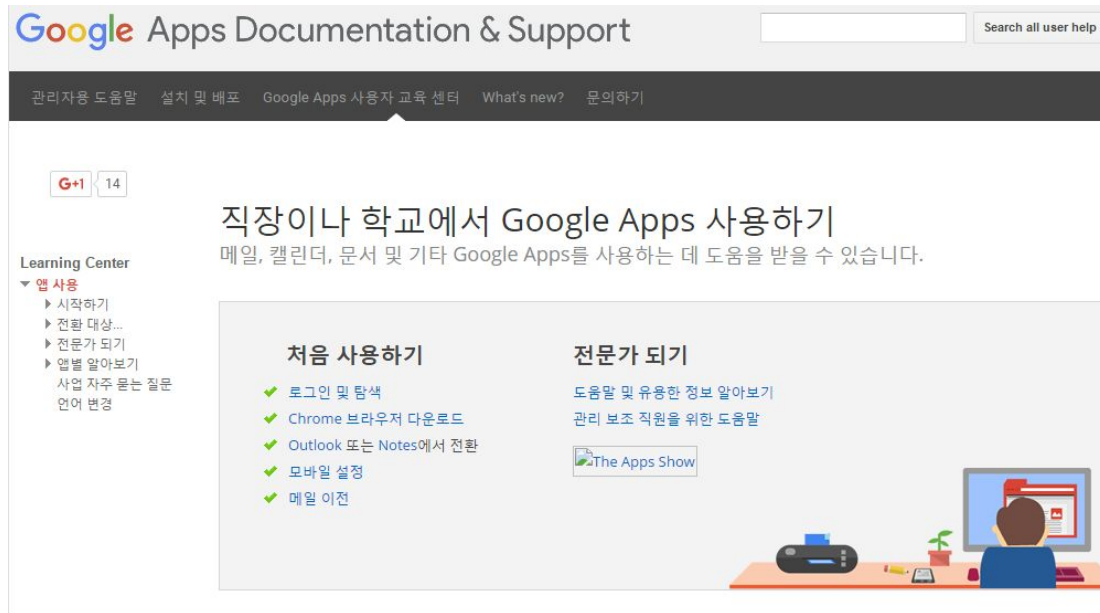 Google Apps Documentation & Support
Search all user help
관리자용 도움말 설치 및 배포 Google Apps 사용자 교육 센터 What's new? 문의하기
G+1 14
직장이나 학교에서 Google Apps 사용하기
메일, 캘린더, 문서 및 기타 Google Apps를 사용하는 데 도움을 받을 수 있습니다.
Learning Center
앱 사용
시작하기
전환 대상...
전문가 되기
앱별 알아보기
사업 자주 묻는 질문
언어 변경
처음 사용하기
로그인 및 탐색
Chrome 브라우저 다운로드
Outlook 또는 Notes에서 전환
모바일 설정
메일 이전
전문가 되기
도움말 및 유용한 정보 알아보기
관리 보조 직원을 위한 도움말
The Apps Show